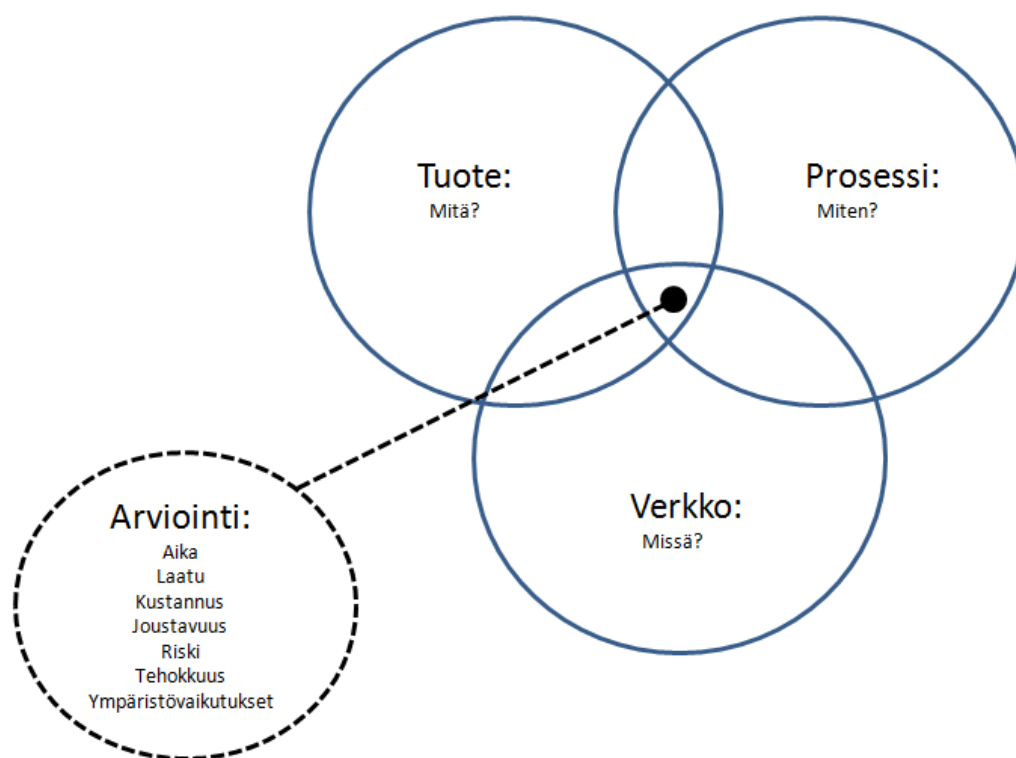 Tuote:
Mitä?
Prosessi:
Miten?
Verkko:
Missä?
Arviointi:
Aika
Laatu
Kustannus
Joustavuus
Riski
Tehokkuus
Ympäristövaikutukset